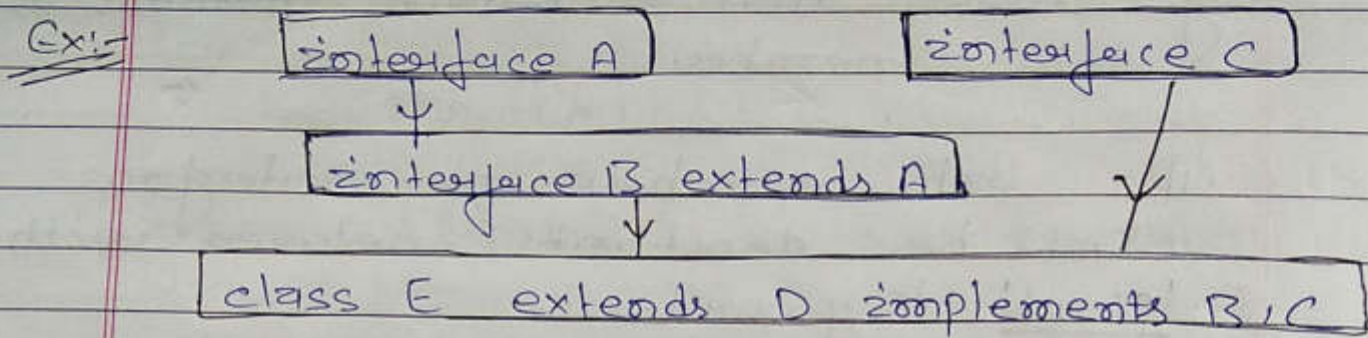 Ex:-
interface A
interface C
interface B extends A
class E extends D implements B, C